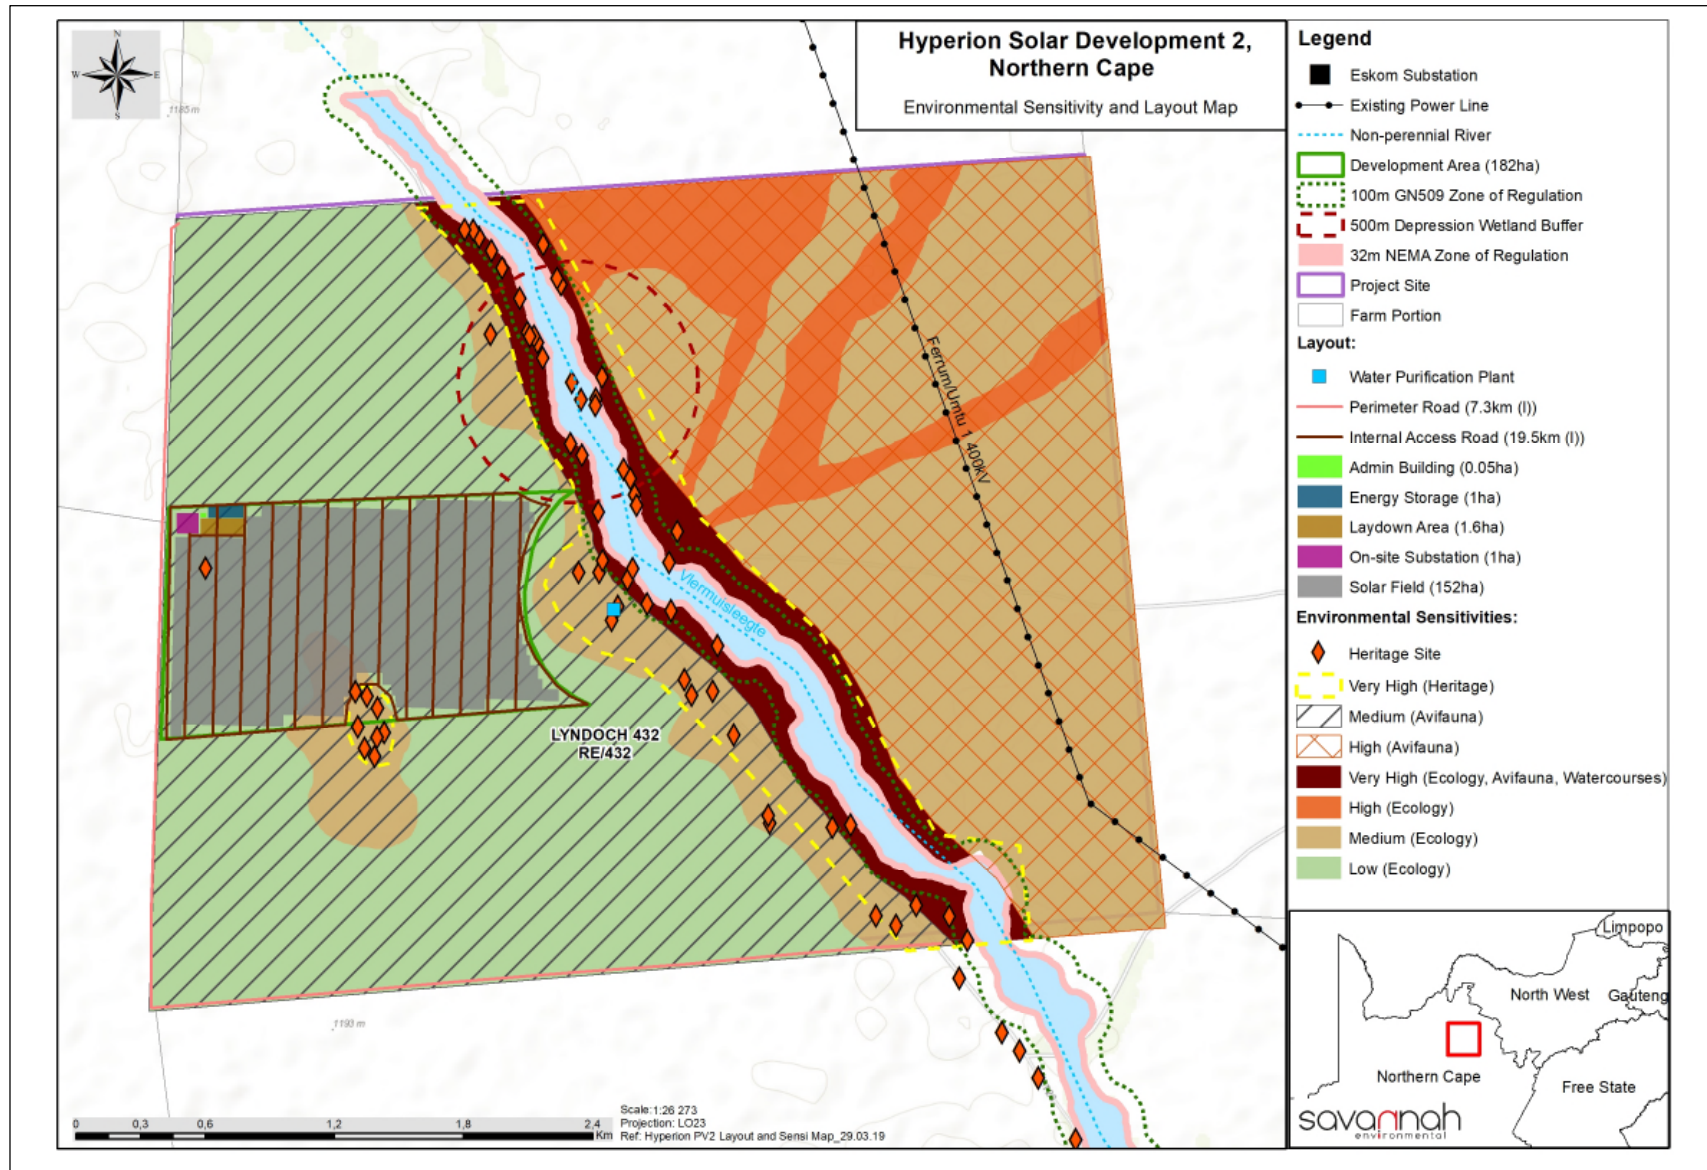 Hyperion Solar Development 2,
Northern Cape
Environmental Sensitivity and Layout Map
N
W
E
S
1185 m
Ferrum/Umtu 1 400kV
Vlermuisleegte
LYNDOCH 432
RE/432
1193 m
0
0,3
0,6
1,2
1,8
2,4
Km
Scale:1:26 273
Projection: LO23
Ref: Hyperion PV2 Layout and Sensi Map_29.03.19
Legend
Eskom Substation
Existing Power Line
Non-perennial River
Development Area (182ha)
100m GN509 Zone of Regulation
500m Depression Wetland Buffer
32m NEMA Zone of Regulation
Project Site
Farm Portion
Layout:
Water Purification Plant
Perimeter Road (7.3km (l))
Internal Access Road (19.5km (l))
Admin Building (0.05ha)
Energy Storage (1ha)
Laydown Area (1.6ha)
On-site Substation (1ha)
Solar Field (152ha)
Environmental Sensitivities:
Heritage Site
Very High (Heritage)
Medium (Avifauna)
High (Avifauna)
Very High (Ecology, Avifauna, Watercourses)
High (Ecology)
Medium (Ecology)
Low (Ecology)
Limpopo
North West
Gauteng
Northern Cape
Free State
savannah
environmental